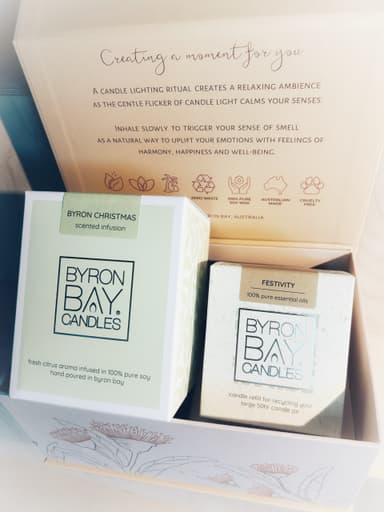 Creating a moment for you
A CANDLE LIGHTING RITUAL CREATES A RELAXING AMBIENCE
AS THE GENTLE FLICKER OF CANDLE LIGHT CALMS YOUR SENSES.
INHALE SLOWLY TO TRIGGER YOUR SENSE OF SMELL
AS A NATURAL WAY TO UPLIFT YOUR EMOTIONS WITH FEELINGS OF
HARMONY, HAPPINESS AND WELL-BEING.
ZERO WASTE
100% PURE
SOY WAX
AUSTRALIAN
MADE
CRUELTY
FREE
BAY, AUSTRALIA
BYRON CHRISTMAS
scented infusion
BYRON
BAY®
CANDLES
fresh citrus aroma infused in 100% pure soy
hand poured in byron bay
FESTIVITY
100% pure essential oils
BYRON
BAY
CANDLES
candle refill for recycling your
large 50hr candle jar